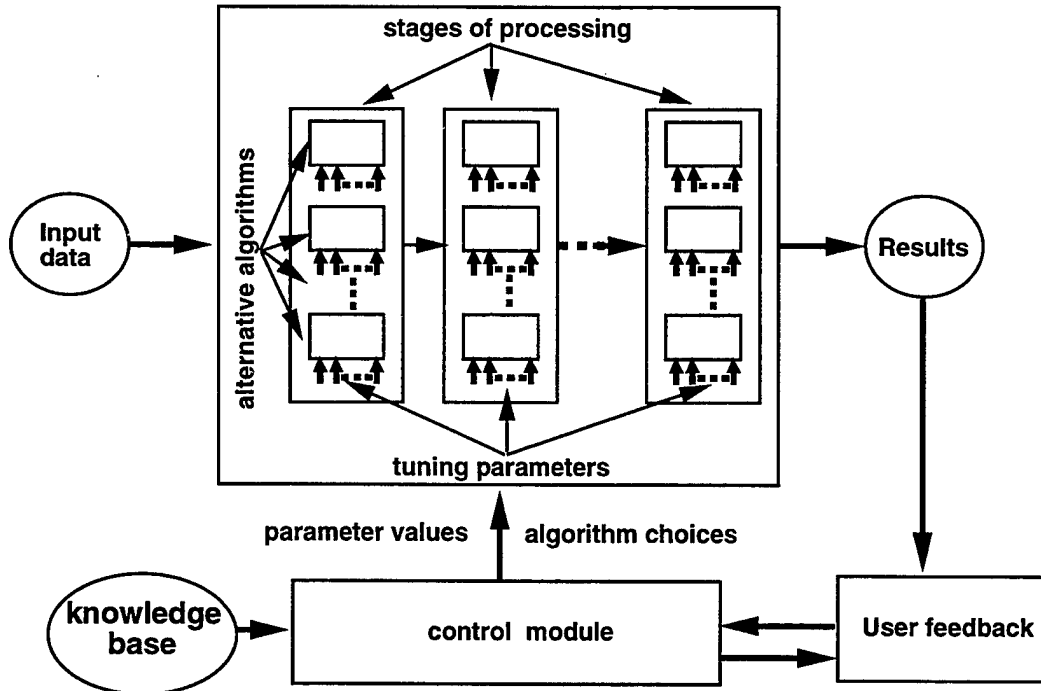 stages of processing
alternative algorithms
Input
data
Results
tuning parameters
parameter values
algorithm choices
knowledge
base
control module
User feedback